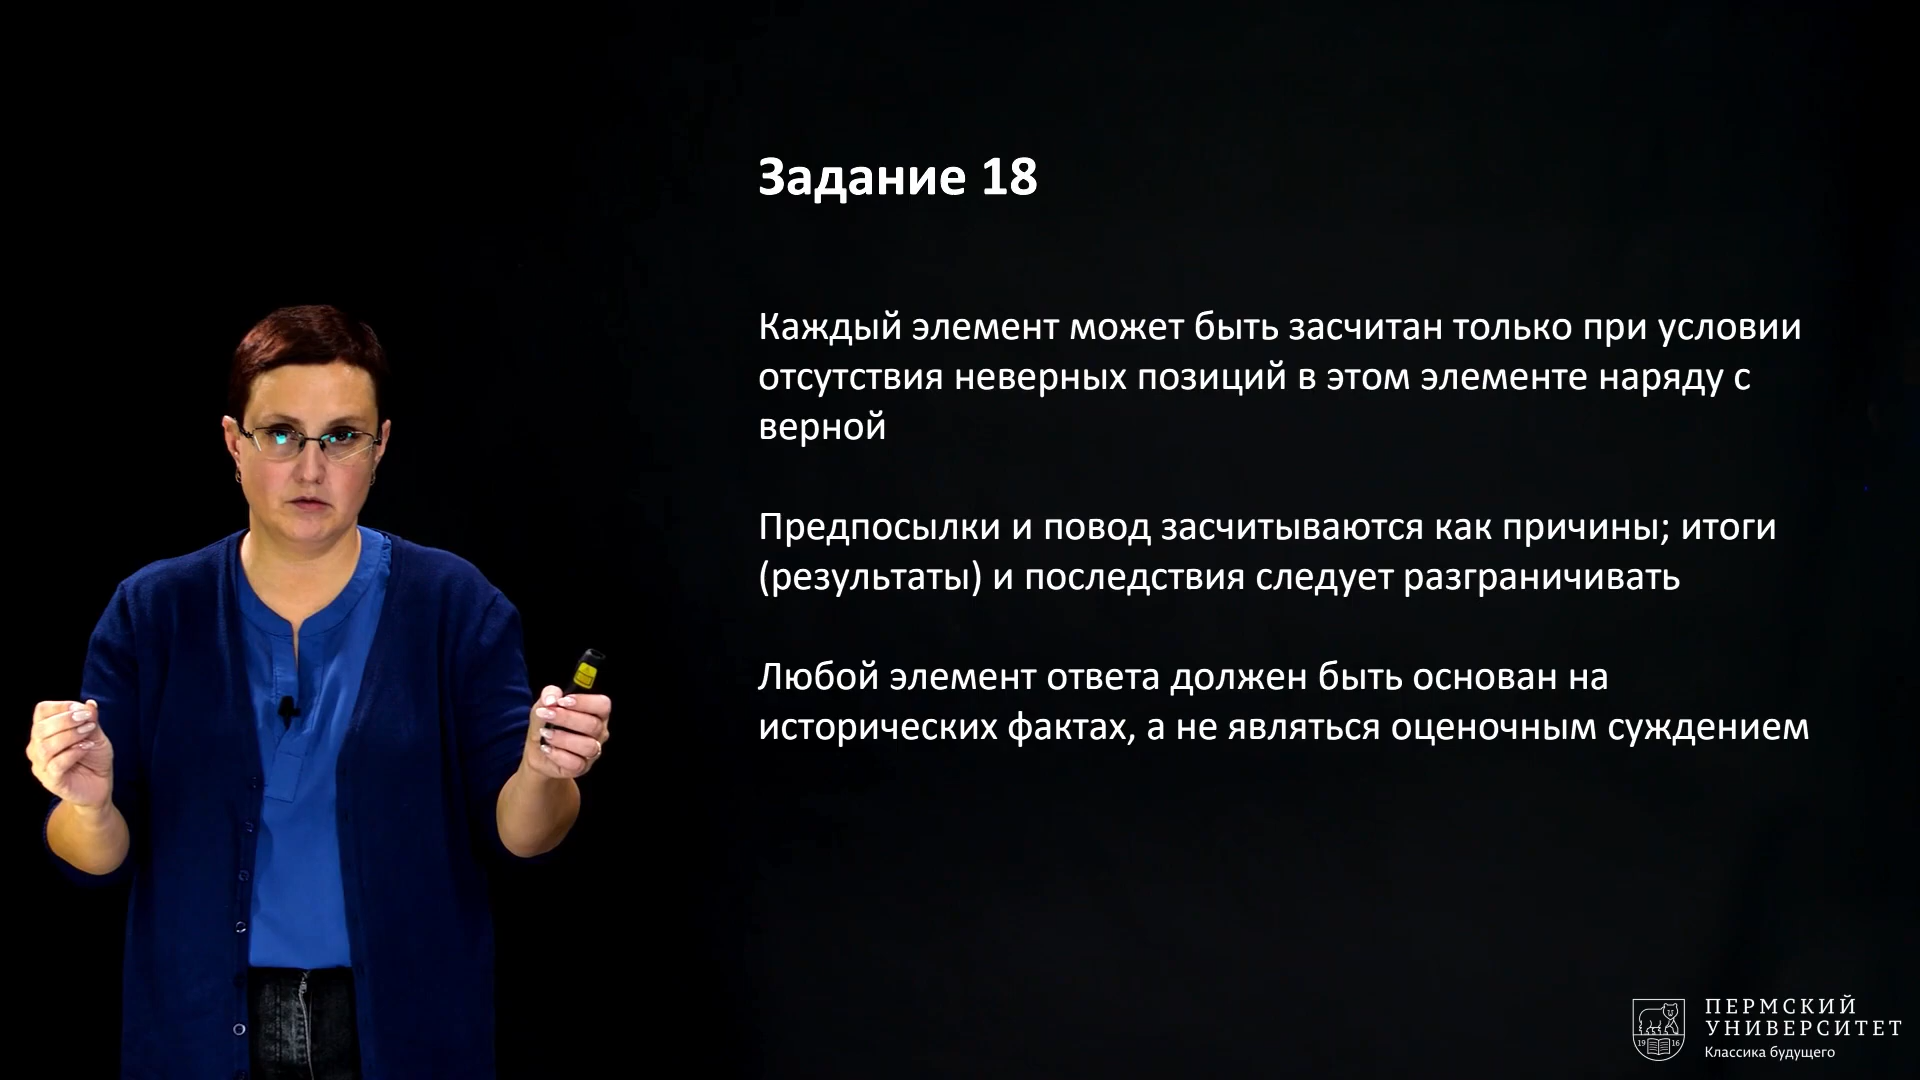 Задание 18
Каждый элемент может быть засчитан только при условии
отсутствия неверных позиций в этом элементе наряду с
верной
Предпосылки и повод засчитываются как причины; итоги
(результаты) и последствия следует разграничивать
Любой элемент ответа должен быть основан на
исторических фактах, а не являться оценочным суждением
19 16
ПЕРМСКИЙ
УНИВЕРСИТЕТ
Классика будущего